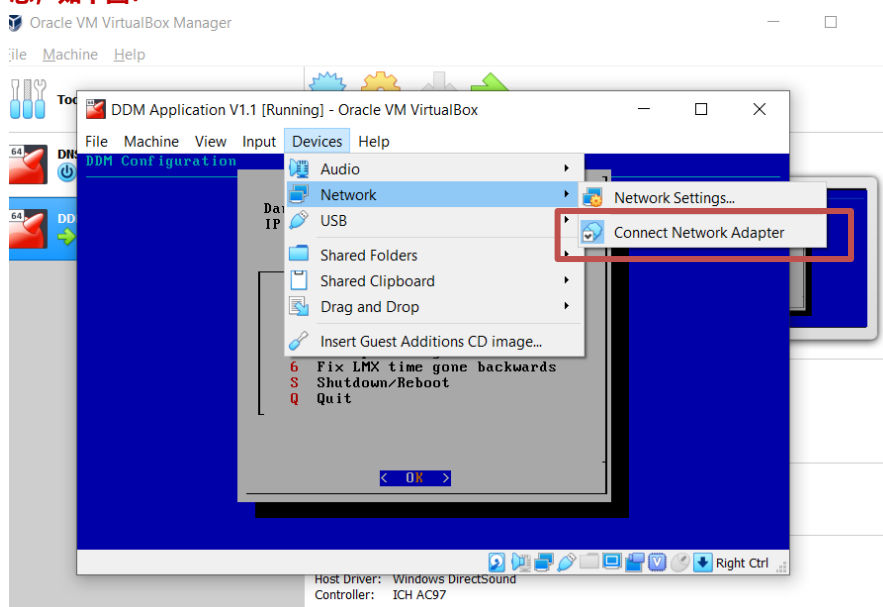 Oracle VM VirtualBox Manager
Machine Help
DDM Application V1.1 [Running] - Oracle VM VirtualBox
File Machine View Input Devices Help
64
DDM Configuration
Audio
Network
USB
Shared Folders
Shared Clipboard
Drag and Drop
Insert Guest Additions CD image...
Network Settings...
Connect Network Adapter
IP
64
6 Fix LMX time gone backwards
S Shutdown/Reboot
Q Quit
< OK >
Right Ctrl
Host Driver: Windows DirectSound
Controller: ICH AC97